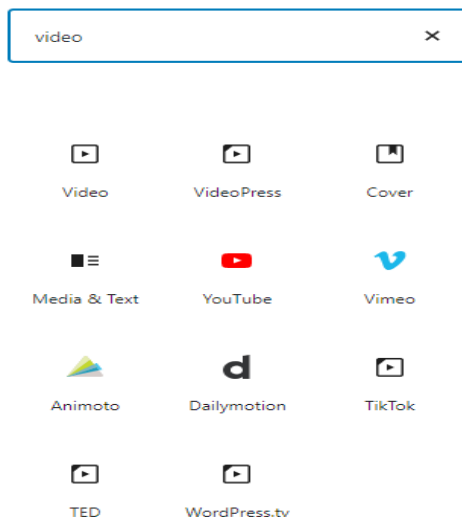 video
Video VideoPress Cover
Media & Text YouTube Vimeo
Animoto Dailymotion TikTok
TED WordPress.tv